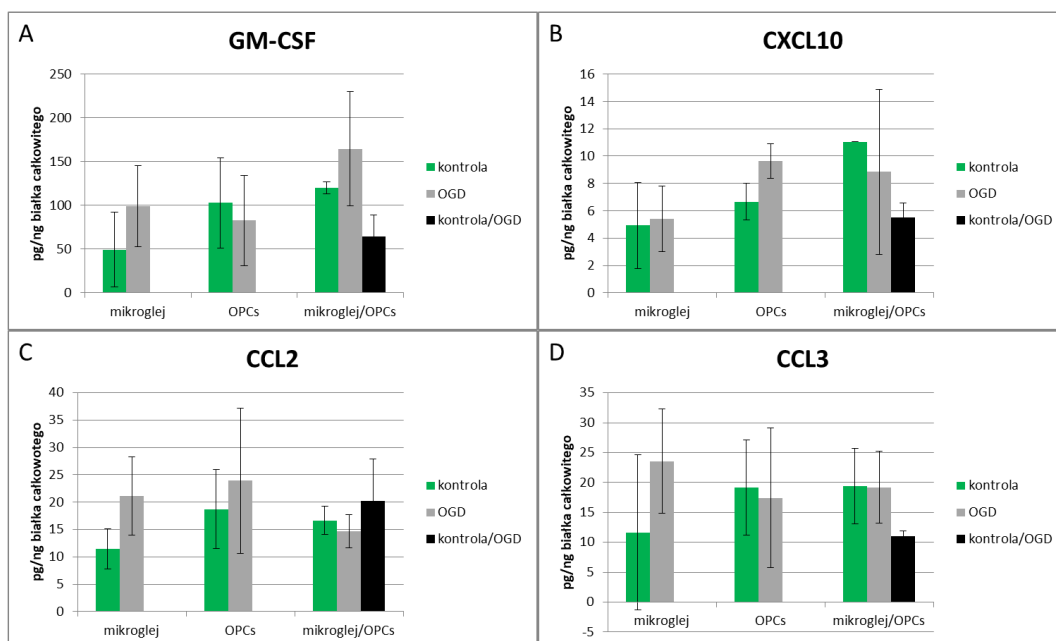 A
GM-CSF
pg/ng białka całkowitego
250
200
150
100
50
0
mikroglej
OPCs
mikroglej/OPCs
kontrola
OGD
kontrola/OGD
B
CXCL10
pg/ng białka całkowitego
16
14
12
10
8
6
4
2
0
mikroglej
OPCs
mikroglej/OPCs
kontrola
OGD
kontrola/OGD
C
CCL2
pg/ng białka całkowotego
40
35
30
25
20
15
10
5
0
mikroglej
OPCs
mikroglej/OPCs
kontrola
OGD
kontrola/OGD
D
CCL3
pg/ng białka całkowitego
35
30
25
20
15
10
5
0
-5
mikroglej
OPCs
mikroglej/OPCs
kontrola
OGD
kontrola/OGD